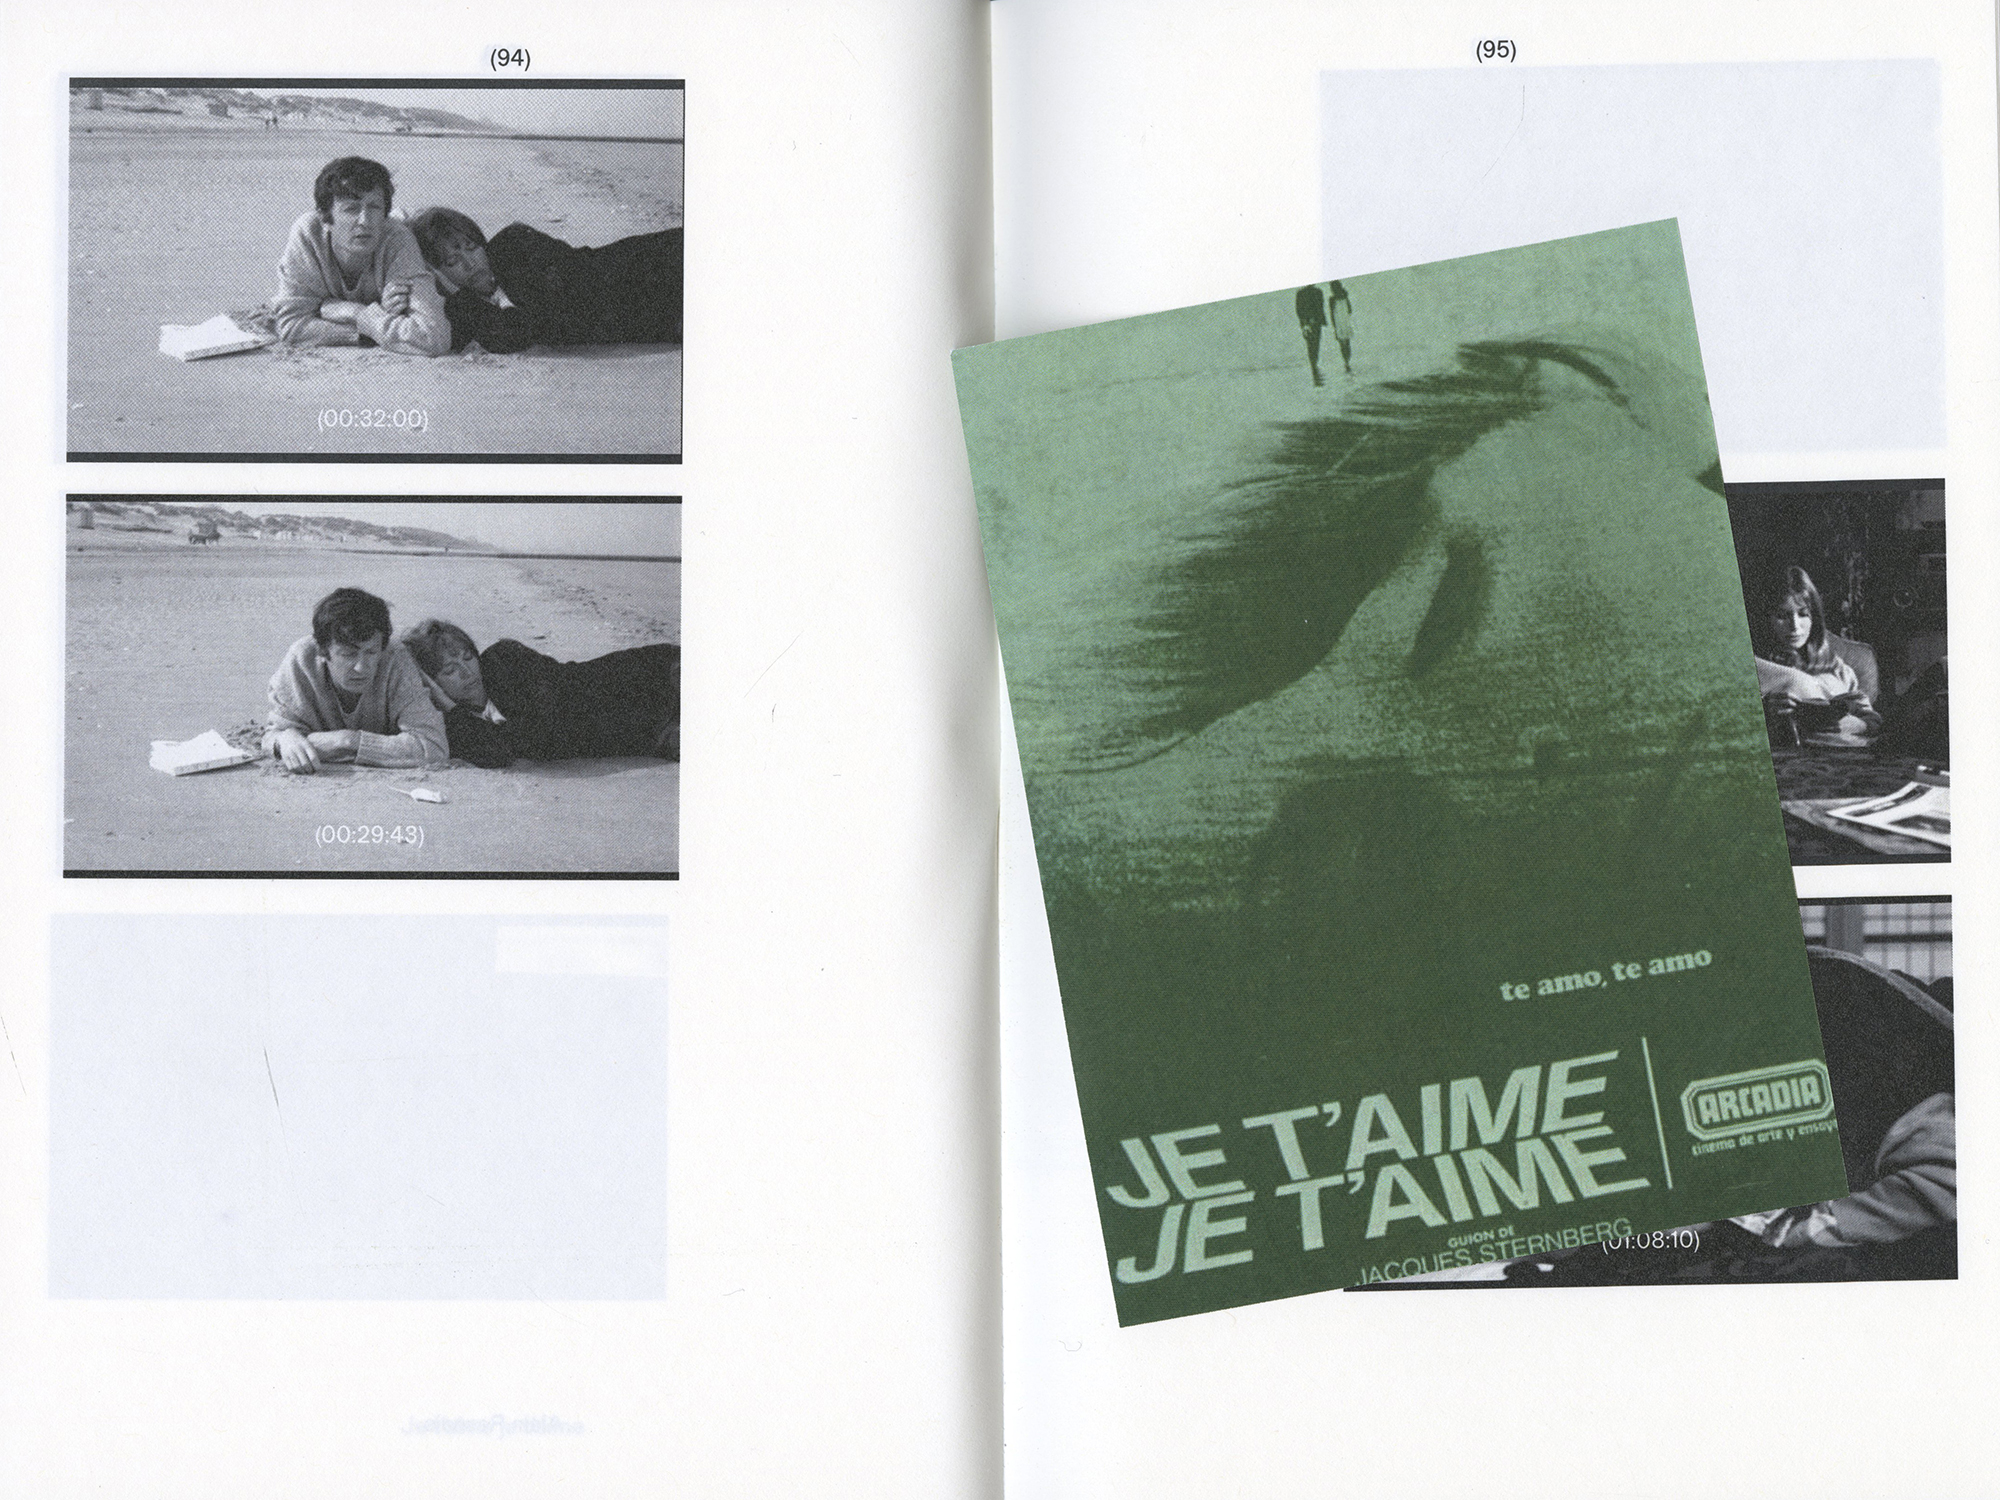 (94)
(00:32:00)
(00:29:43)
(95)
te amo, te amo
JE T'AIME
JE T'AIME
ARCADIA
cinema de arte y ensayo
GUION DE
JACQUES STERNBERG
(01:08:10)